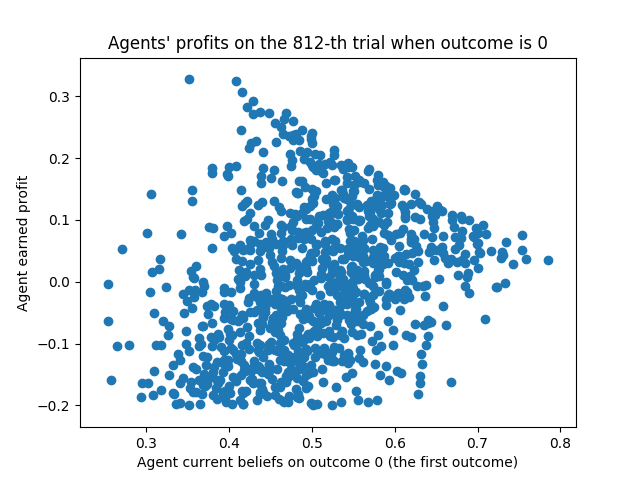 Agents' profits on the 812-th trial when outcome is 0
0.3
0.2
0.1
0.0
−0.1
−0.2
Agent earned profit
0.3 0.4 0.5 0.6 0.7 0.8
Agent current beliefs on outcome 0 (the first outcome)